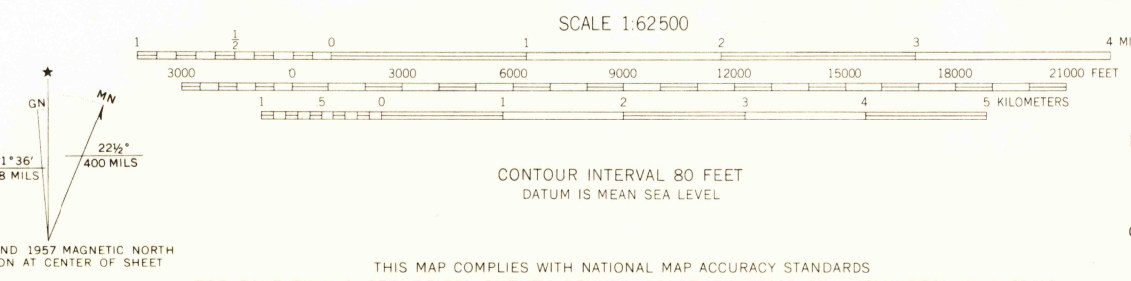 SCALE 1:62500
1 ½ 0 1 2 3 4 MI
3000 0 3000 6000 9000 12000 15000 18000 21000 FEET
1 5 0 1 2 3 4 5 KILOMETERS
★
GN MN
1°36′ 22½°
8 MILS 400 MILS
CONTOUR INTERVAL 80 FEET
DATUM IS MEAN SEA LEVEL
ND 1957 MAGNETIC NORTH
ON AT CENTER OF SHEET
THIS MAP COMPLIES WITH NATIONAL MAP ACCURACY STANDARDS